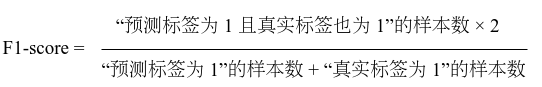 “预测标签为 1 且真实标签也为 1”的样本数 × 2
F1-score =
“预测标签为 1”的样本数 + “真实标签为 1”的样本数